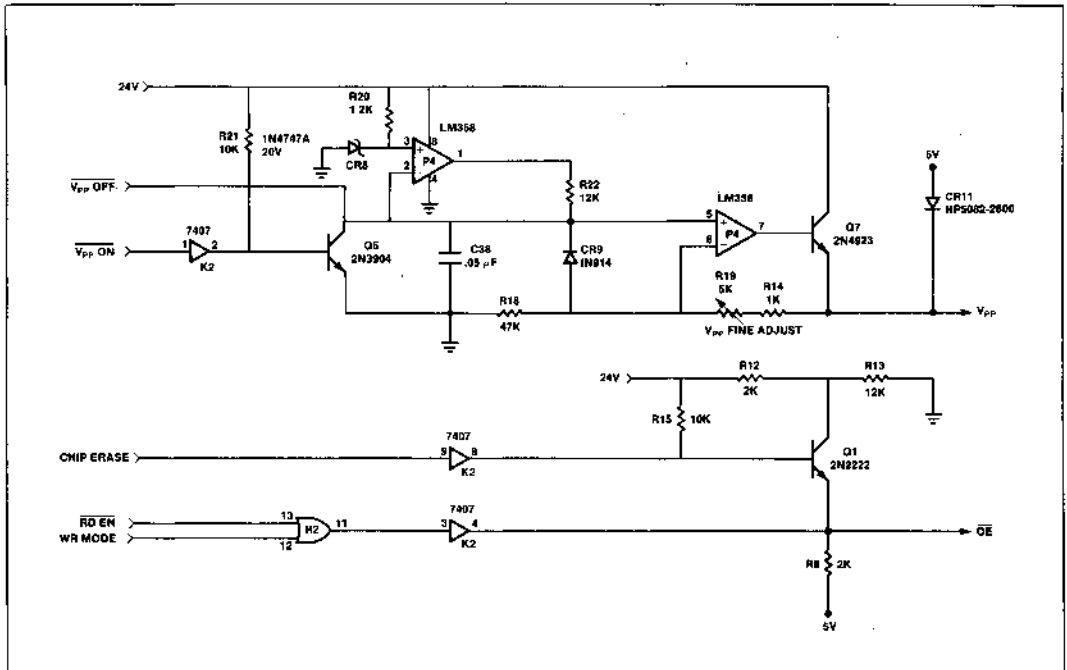 24V
R20
1 2K
LM358
R21
10K
1N4747A
20V
3
+
8
1
P4
2
-
4
CR8
VPP OFF
R22
12K
LM358
5V
CR11
HP5082-2800
VPP ON
1
7407
2
K2
Q5
2N3904
C38
.05 µF
CR9
IN914
5
+
7
P4
6
-
Q7
2N4923
R19
5K
R14
1K
R18
47K
VPP FINE ADJUST
VPP
24V
R12
2K
R13
12K
R15
10K
CHIP ERASE
7407
9
8
K2
Q1
2N2222
RD EN
WR MODE
13
12
H2
11
7407
3
4
K2
OE
R8
2K
5V